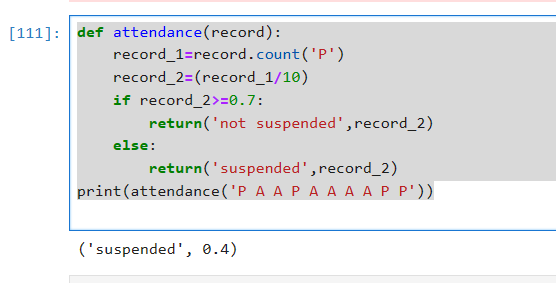 [111]: def attendance(record):
    record_1=record.count('P')
    record_2=(record_1/10)
    if record_2>=0.7:
        return('not suspended',record_2)
    else:
        return('suspended',record_2)
print(attendance('P A A P A A A A P P'))
('suspended', 0.4)